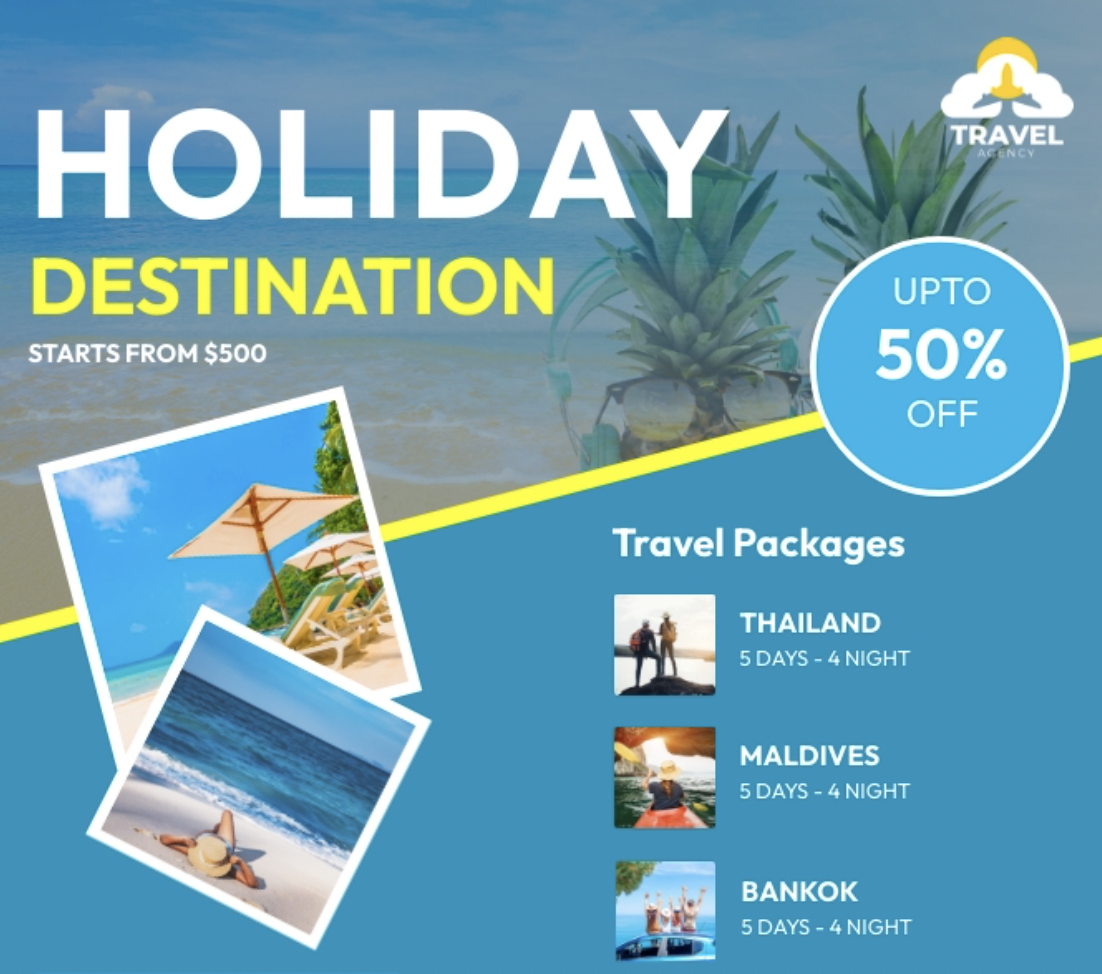 TRAVEL
AGENCY
HOLIDAY
DESTINATION
STARTS FROM $500
UPTO
50%
OFF
Travel Packages
THAILAND
5 DAYS - 4 NIGHT
MALDIVES
5 DAYS - 4 NIGHT
BANKOK
5 DAYS - 4 NIGHT